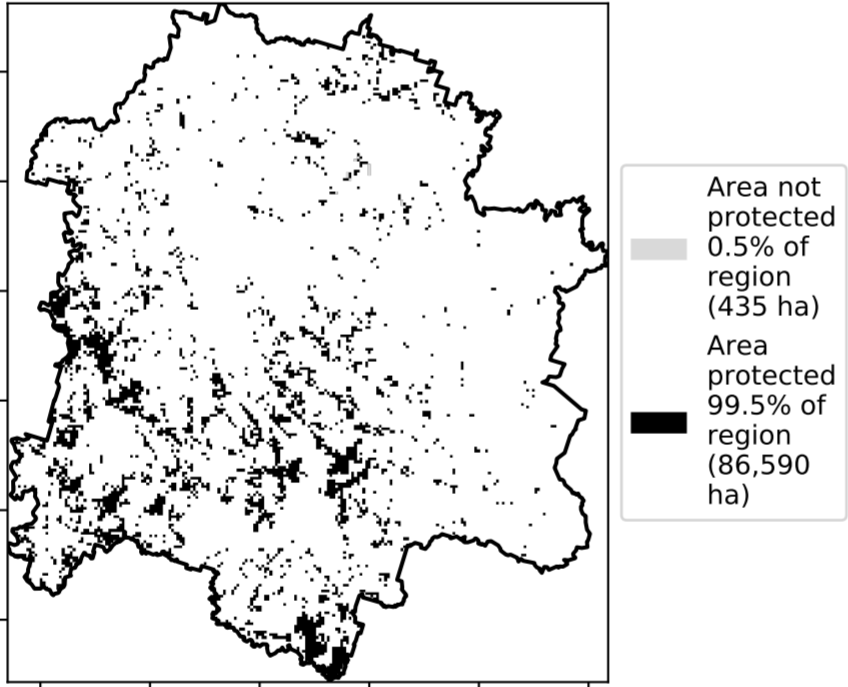 Area not
protected
0.5% of
region
(435 ha)
Area
protected
99.5% of
region
(86,590
ha)